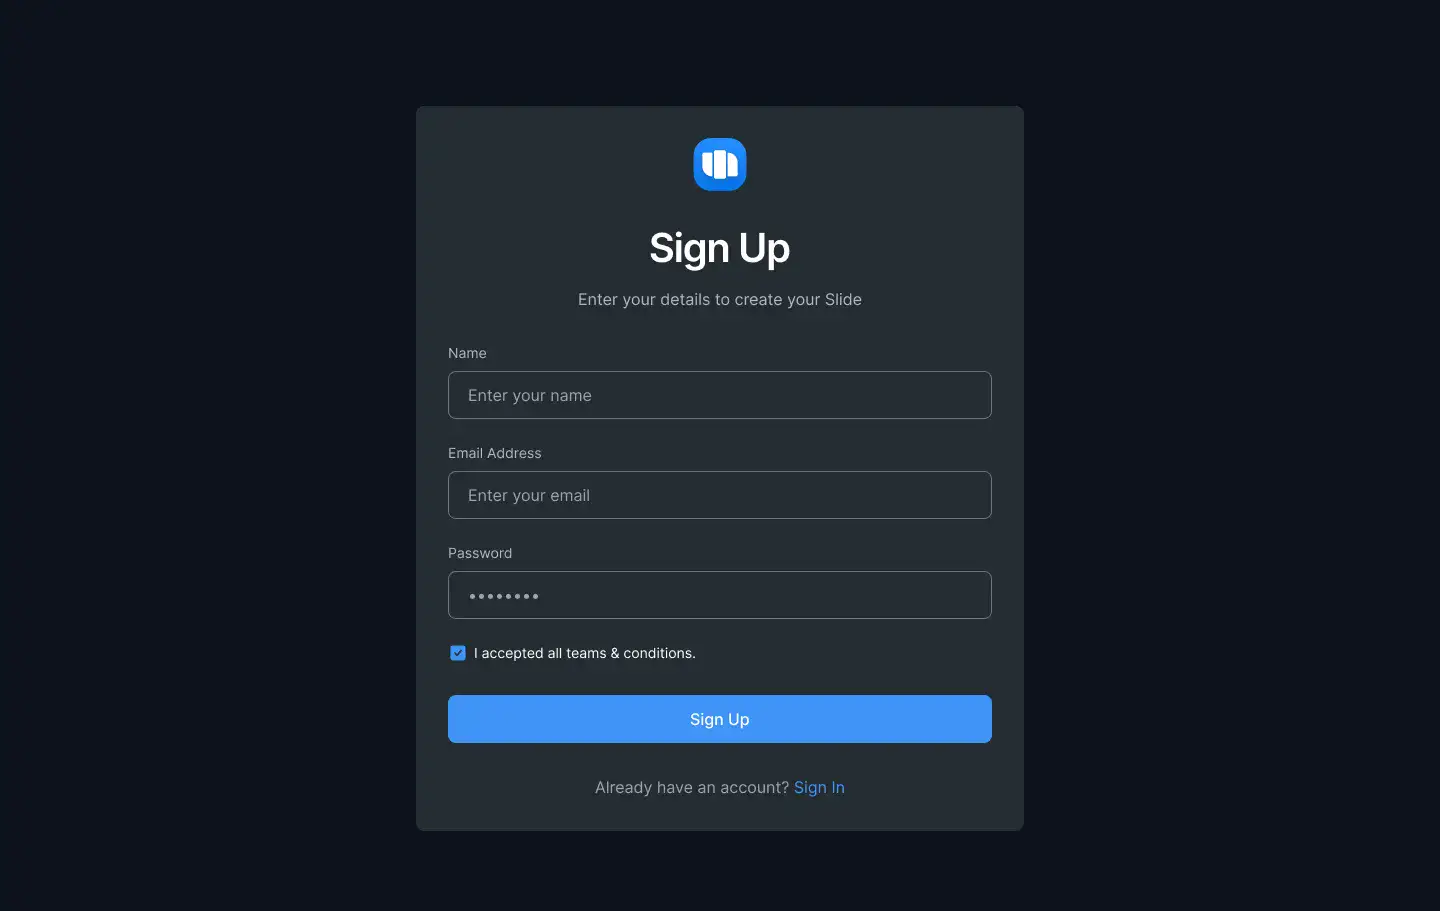 Sign Up
Enter your details to create your Slide
Name
Enter your name
Email Address
Enter your email
Password
••••••••
I accepted all teams & conditions.
Sign Up
Already have an account? Sign In